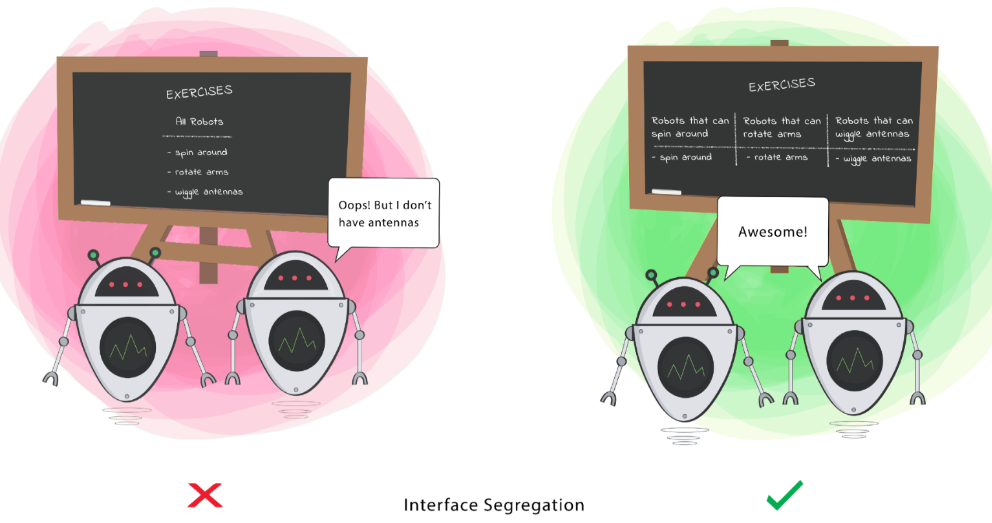 EXERCISES
All Robots
- spin around
- rotate arms
- wiggle antennas
Oops! But I don't
have antennas
EXERCISES
Robots that can
spin around
- spin around
Robots that can
rotate arms
- rotate arms
Robots that can
wiggle antennas
- wiggle antennas
Awesome!
Interface Segregation